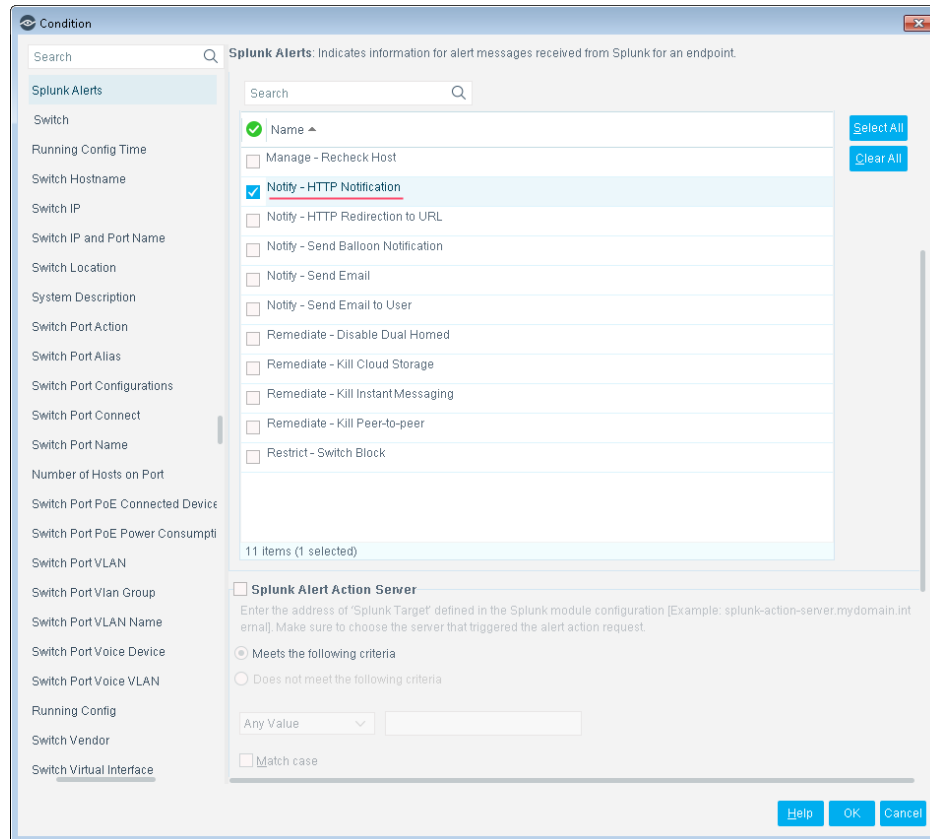 Condition
Search
Splunk Alerts
Switch
Running Config Time
Switch Hostname
Switch IP
Switch IP and Port Name
Switch Location
System Description
Switch Port Action
Switch Port Alias
Switch Port Configurations
Switch Port Connect
Switch Port Name
Number of Hosts on Port
Switch Port PoE Connected Device
Switch Port PoE Power Consumpti
Switch Port VLAN
Switch Port Vlan Group
Switch Port VLAN Name
Switch Port Voice Device
Switch Port Voice VLAN
Running Config
Switch Vendor
Switch Virtual Interface
Splunk Alerts: Indicates information for alert messages received from Splunk for an endpoint.
Search
Name
Manage - Recheck Host
Notify - HTTP Notification
Notify - HTTP Redirection to URL
Notify - Send Balloon Notification
Notify - Send Email
Notify - Send Email to User
Remediate - Disable Dual Homed
Remediate - Kill Cloud Storage
Remediate - Kill Instant Messaging
Remediate - Kill Peer-to-peer
Restrict - Switch Block
11 items (1 selected)
Select All
Clear All
Splunk Alert Action Server
Enter the address of 'Splunk Target' defined in the Splunk module configuration [Example: splunk-action-server.mydomain.int
ernal]. Make sure to choose the server that triggered the alert action request.
Meets the following criteria
Does not meet the following criteria
Any Value
Match case
Help OK Cancel